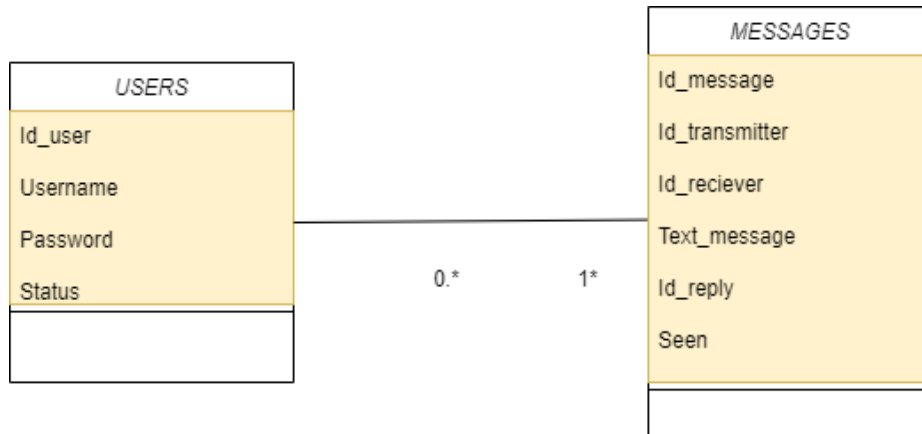 USERS
Id_user
Username
Password
Status
0.*
1*
MESSAGES
Id_message
Id_transmitter
Id_reciever
Text_message
Id_reply
Seen